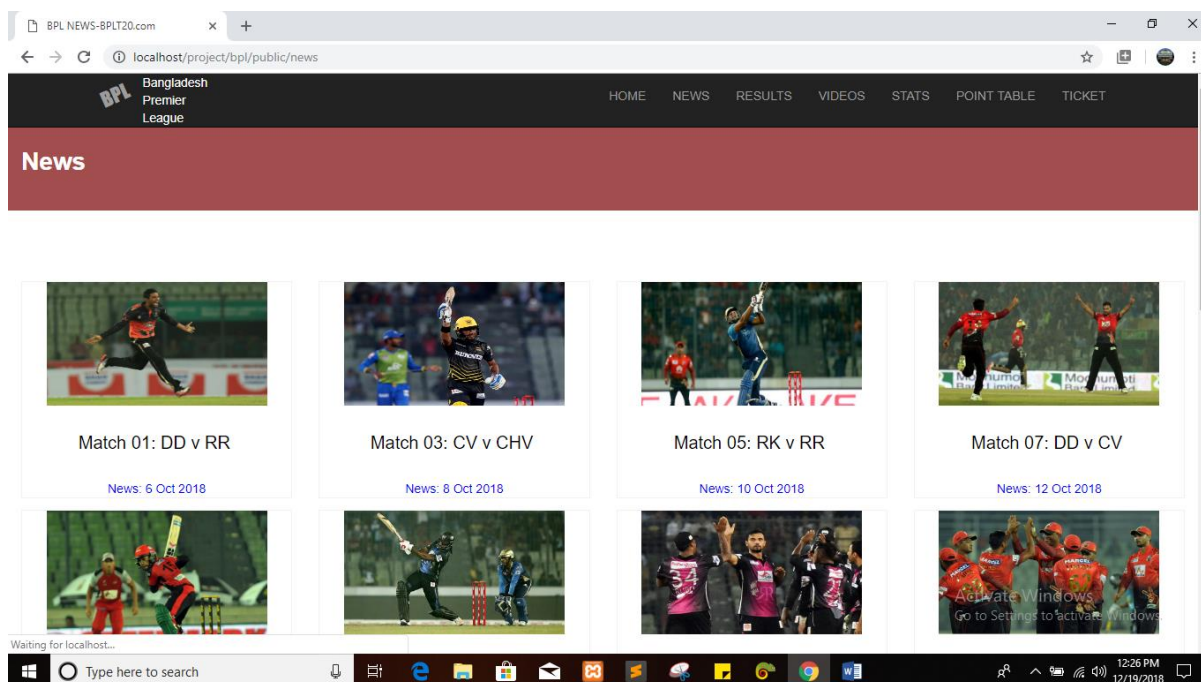 BPL NEWS-BPLT20.com
localhost/project/bpl/public/news
BPL
Bangladesh
Premier
League
HOME NEWS RESULTS VIDEOS STATS POINT TABLE TICKET
News
Match 01: DD v RR
News: 6 Oct 2018
Match 03: CV v CHV
News: 8 Oct 2018
Match 05: RK v RR
News: 10 Oct 2018
Match 07: DD v CV
News: 12 Oct 2018
34
MARCEL
Activate Windows
Go to Settings to activate Windows.
Waiting for localhost...
Type here to search
12:26 PM
12/19/2018